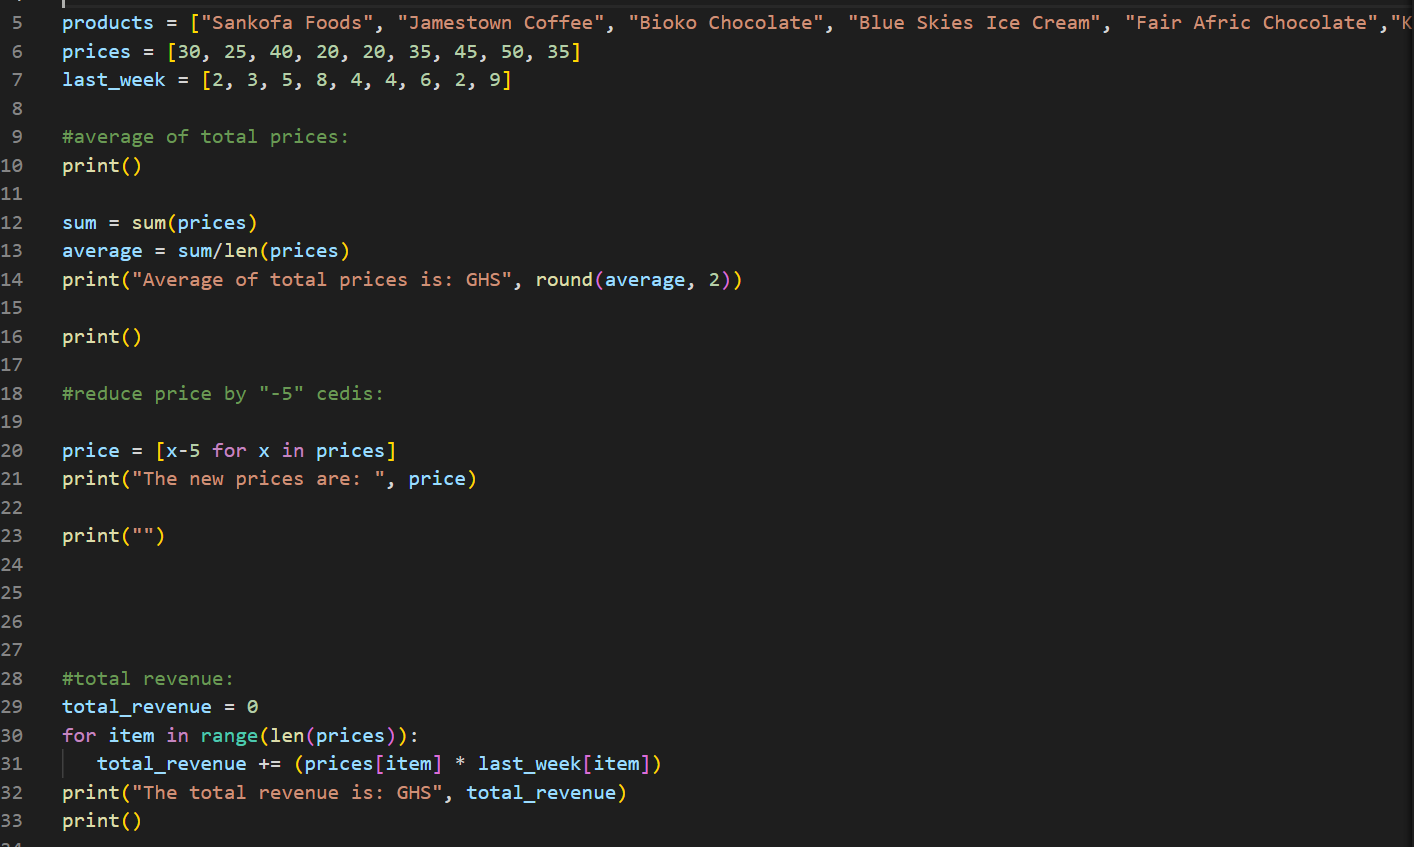 5 products = ["Sankofa Foods", "Jamestown Coffee", "Bioko Chocolate", "Blue Skies Ice Cream", "Fair Afric Chocolate","K
6 prices = [30, 25, 40, 20, 20, 35, 45, 50, 35]
7 last_week = [2, 3, 5, 8, 4, 4, 6, 2, 9]
8
9 #average of total prices:
10 print()
11
12 sum = sum(prices)
13 average = sum/len(prices)
14 print("Average of total prices is: GHS", round(average, 2))
15
16 print()
17
18 #reduce price by "-5" cedis:
19
20 price = [x-5 for x in prices]
21 print("The new prices are: ", price)
22
23 print("")
24
25
26
27
28 #total revenue:
29 total_revenue = 0
30 for item in range(len(prices)):
31    total_revenue += (prices[item] * last_week[item])
32 print("The total revenue is: GHS", total_revenue)
33 print()